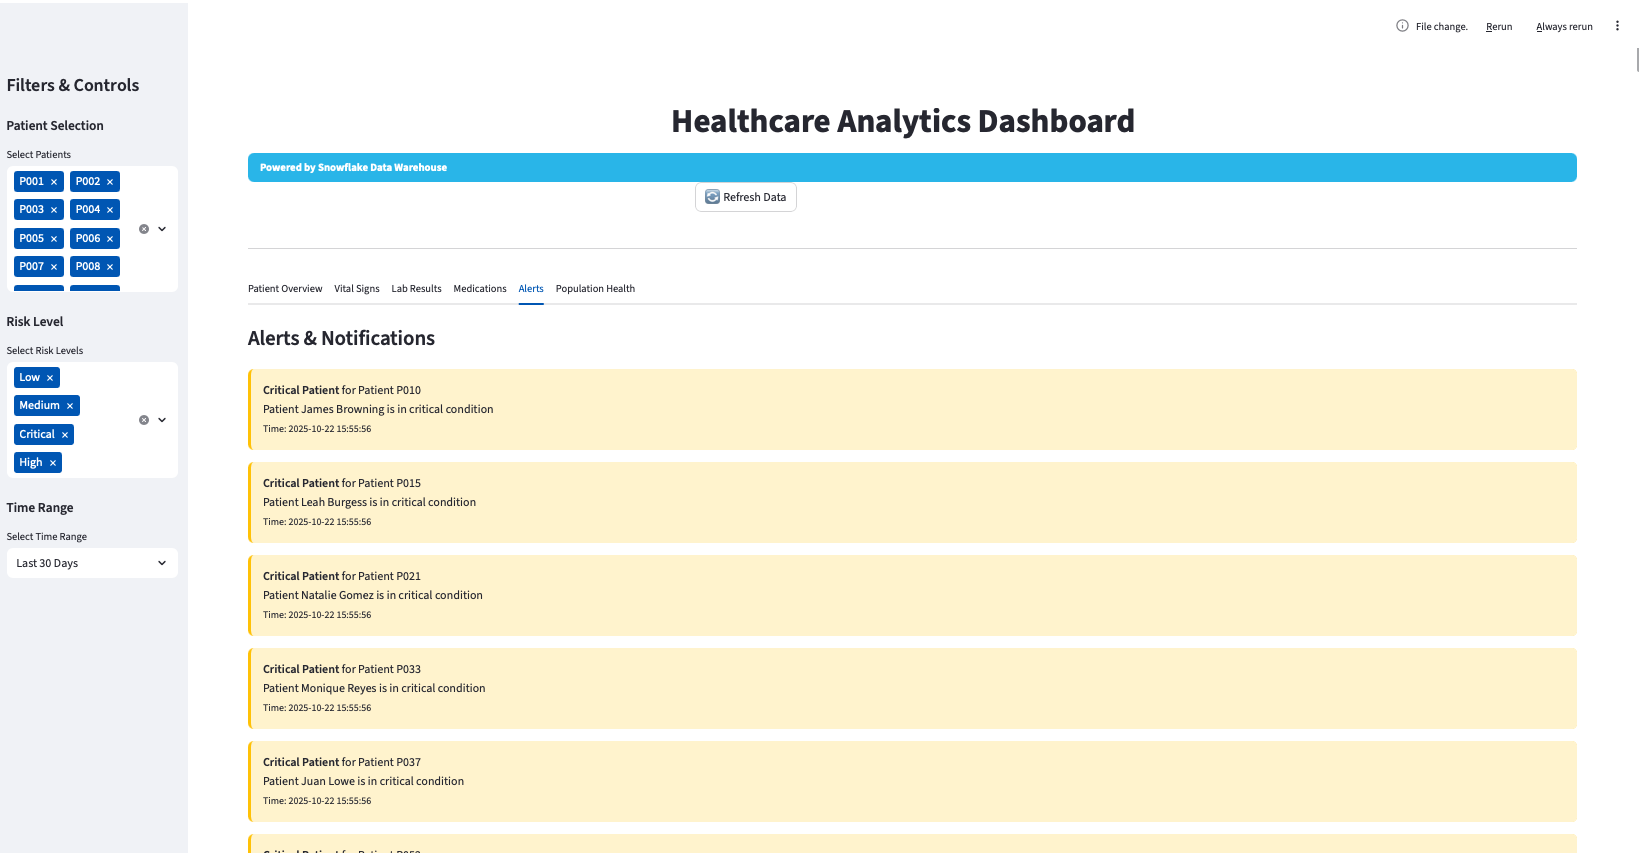 File change. Rerun Always rerun
Filters & Controls
Patient Selection
Select Patients
P001 × P002 ×
P003 × P004 ×
P005 × P006 ×
P007 × P008 ×
Risk Level
Select Risk Levels
Low ×
Medium ×
Critical ×
High ×
Time Range
Select Time Range
Last 30 Days
Healthcare Analytics Dashboard
Powered by Snowflake Data Warehouse
Refresh Data
Patient Overview Vital Signs Lab Results Medications Alerts Population Health
Alerts & Notifications
Critical Patient for Patient P010
Patient James Browning is in critical condition
Time: 2025-10-22 15:55:56
Critical Patient for Patient P015
Patient Leah Burgess is in critical condition
Time: 2025-10-22 15:55:56
Critical Patient for Patient P021
Patient Natalie Gomez is in critical condition
Time: 2025-10-22 15:55:56
Critical Patient for Patient P033
Patient Monique Reyes is in critical condition
Time: 2025-10-22 15:55:56
Critical Patient for Patient P037
Patient Juan Lowe is in critical condition
Time: 2025-10-22 15:55:56
Critical Patient for Patient